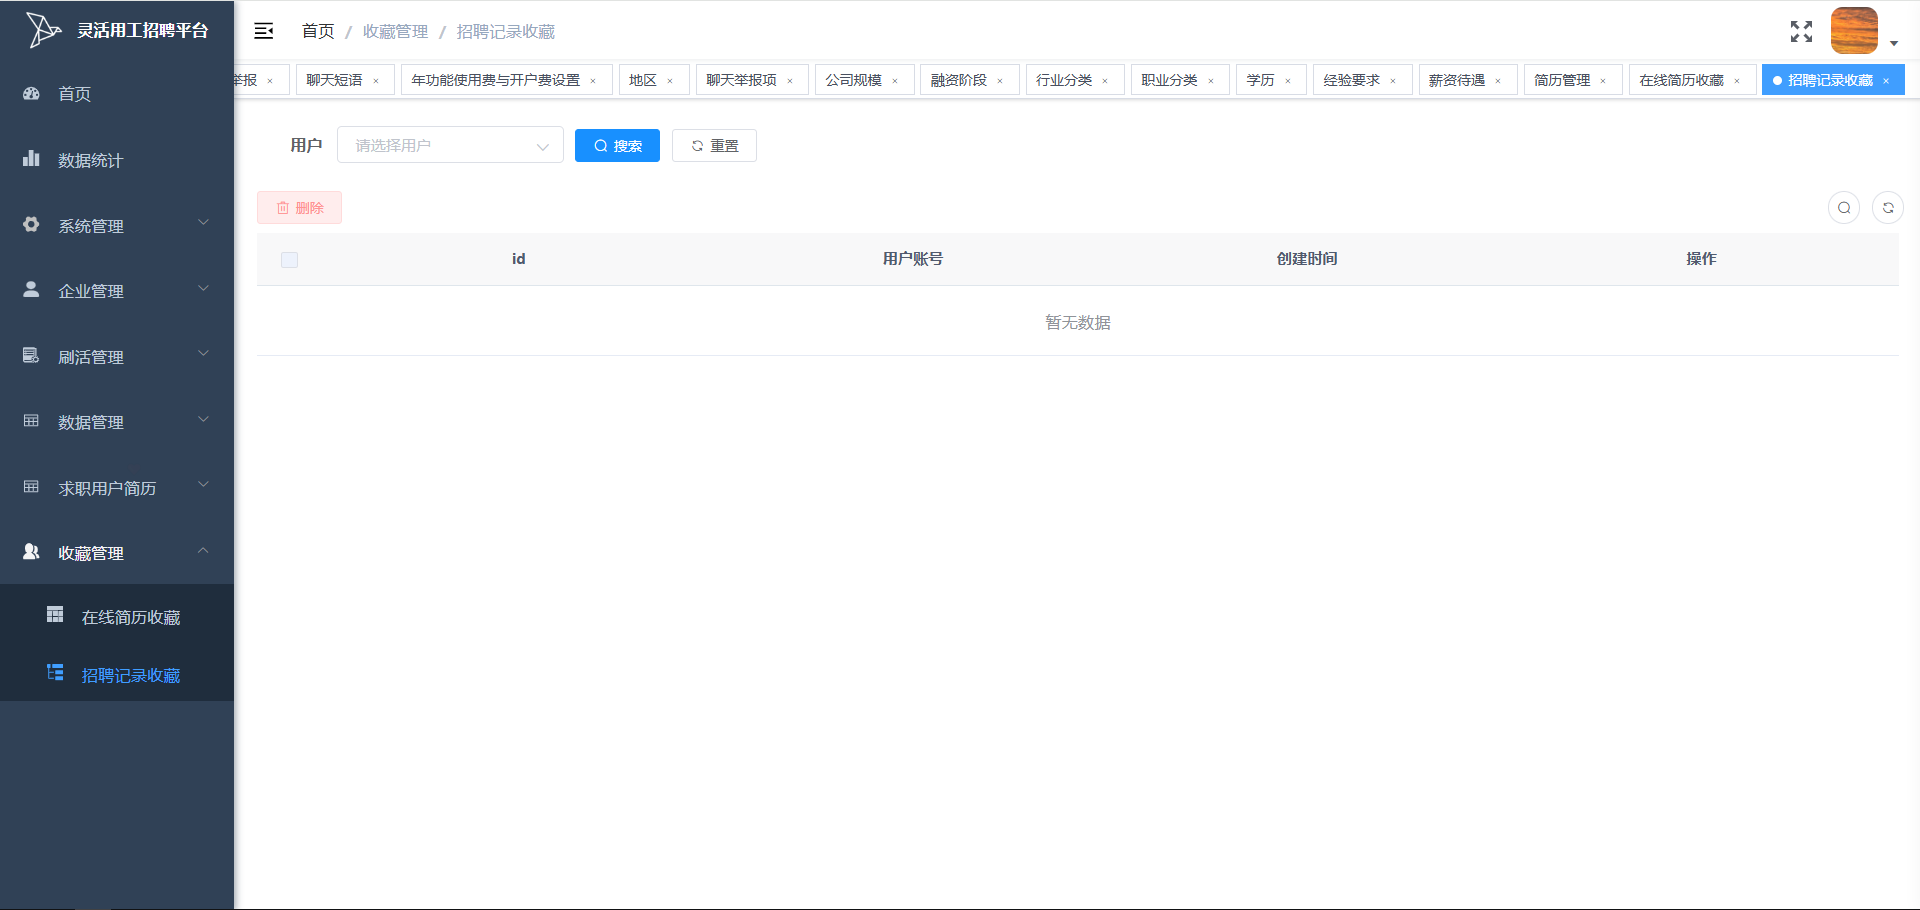 灵活用工招聘平台
首页 / 收藏管理 / 招聘记录收藏
举报 × 聊天短语 × 年功能使用费与开户费设置 × 地区 × 聊天举报项 × 公司规模 × 融资阶段 × 行业分类 × 职业分类 × 学历 × 经验要求 × 薪资待遇 × 简历管理 × 在线简历收藏 × 招聘记录收藏 ×
首页
数据统计
系统管理
企业管理
刷活管理
数据管理
求职用户简历
收藏管理
在线简历收藏
招聘记录收藏
用户 请选择用户 搜索 重置
删除
id 用户账号 创建时间 操作
暂无数据